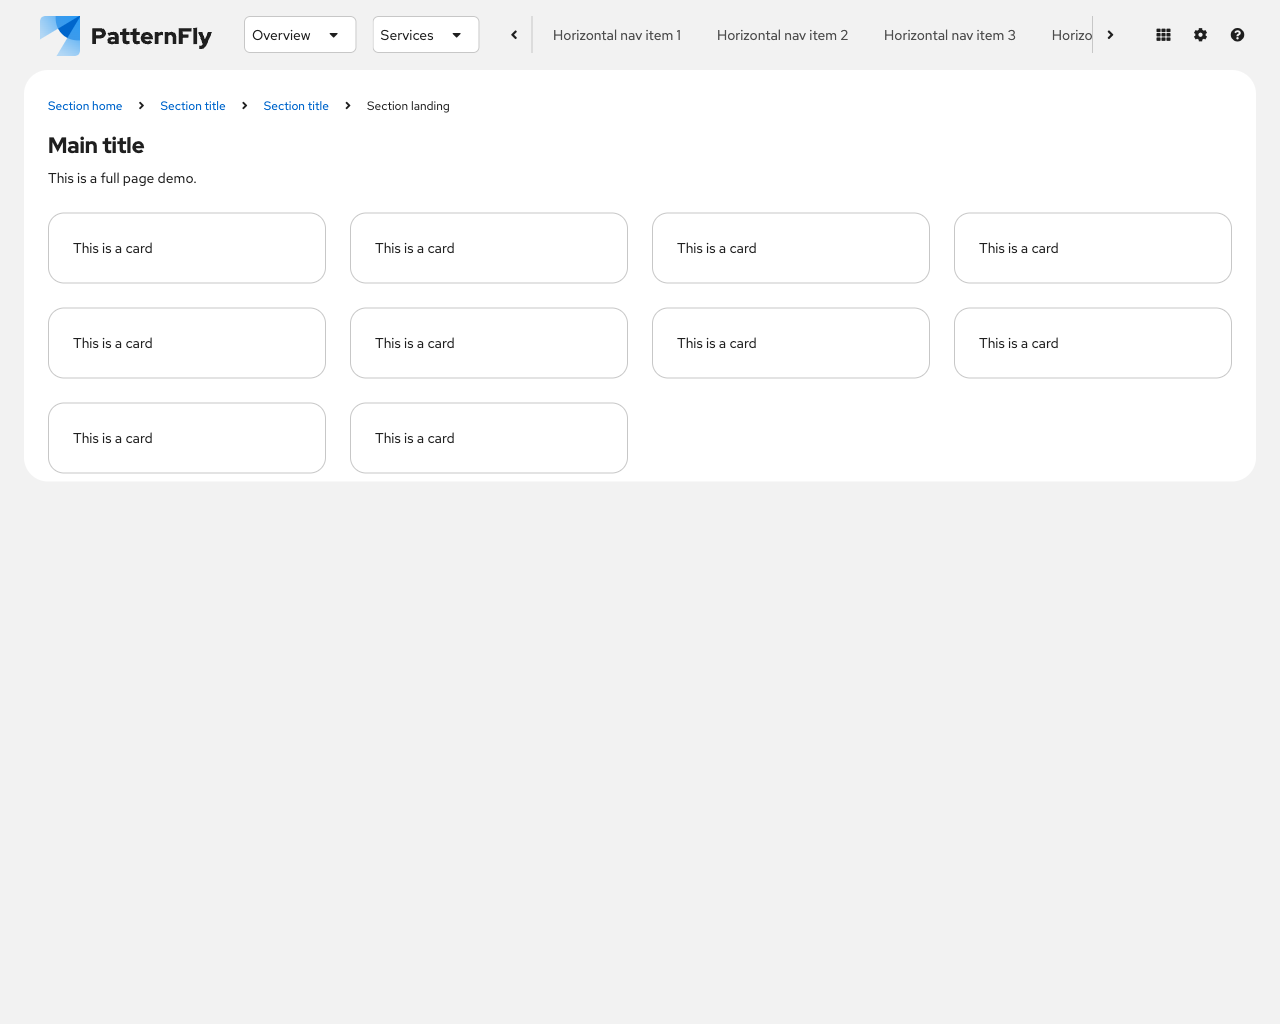 PatternFly Overview Services Horizontal nav item 1 Horizontal nav item 2 Horizontal nav item 3 Horizo
Section home Section title Section title Section landing
Main title
This is a full page demo.
This is a card This is a card This is a card This is a card
This is a card This is a card This is a card This is a card
This is a card This is a card